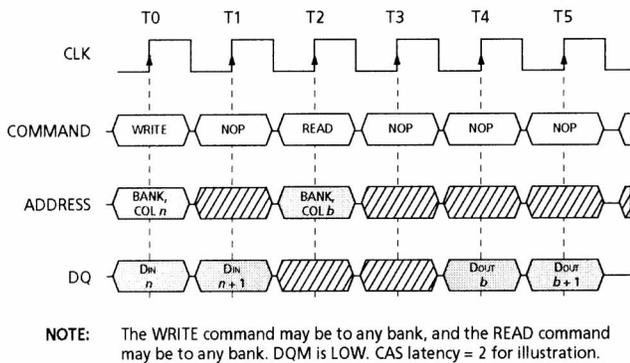 T0 T1 T2 T3 T4 T5
CLK
COMMAND WRITE NOP READ NOP NOP NOP
ADDRESS BANK, COL n BANK, COL b
DQ DIN n DIN n + 1 DOUT b DOUT b + 1
NOTE: The WRITE command may be to any bank, and the READ command
may be to any bank. DQM is LOW. CAS latency = 2 for illustration.